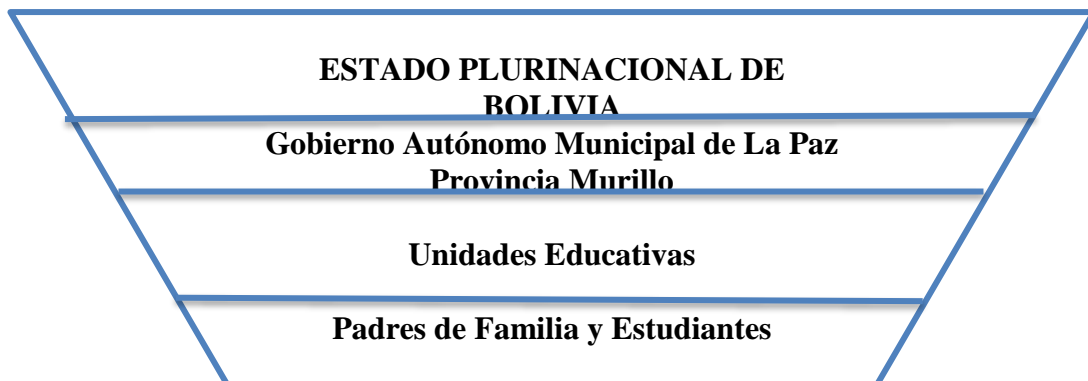 ESTADO PLURINACIONAL DE
BOLIVIA
Gobierno Autónomo Municipal de La Paz
Provincia Murillo
Unidades Educativas
Padres de Familia y Estudiantes